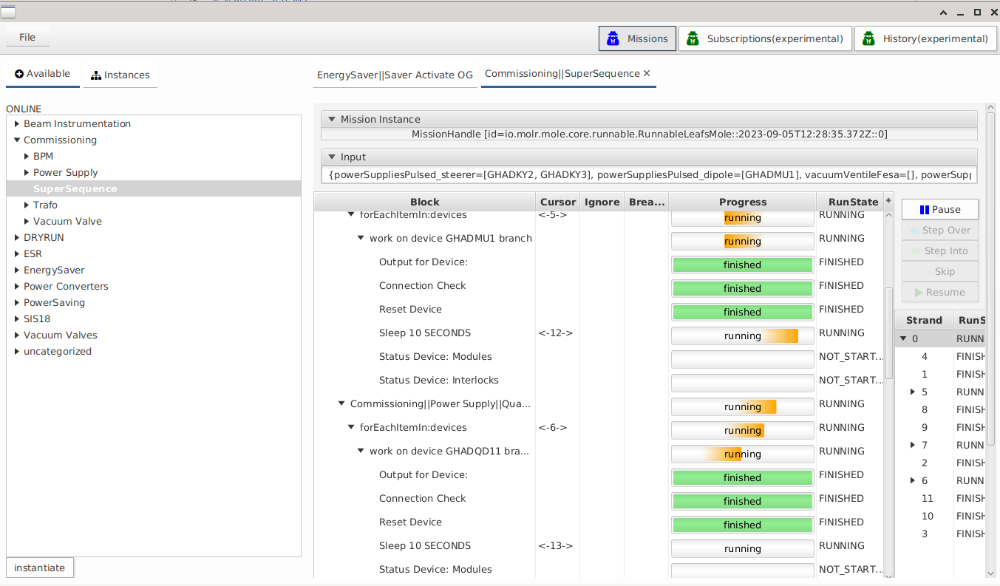 File
Missions
Subscriptions(experimental)
History(experimental)
Available
Instances
EnergySaver||Saver Activate OG
Commissioning||SuperSequence ×
ONLINE
Beam Instrumentation
Commissioning
BPM
Power Supply
SuperSequence
Trafo
Vacuum Valve
DRYRUN
ESR
EnergySaver
Power Converters
PowerSaving
SIS18
Vacuum Valves
uncategorized
instantiate
Mission Instance
MissionHandle [id=io.molr.mole.core.runnable.RunnableLeafsMole::2023-09-05T12:28:35.372Z::0]
Input
{powerSuppliesPulsed_steerer=[GHADKY2, GHADKY3], powerSuppliesPulsed_dipole=[GHADMU1], vacuumVentileFesa=[], powerSupp
Block Cursor Ignore Brea... Progress RunState +
forEachItemIn:devices <-5-> running RUNNING
work on device GHADMU1 branch running RUNNING
Output for Device: finished FINISHED
Connection Check finished FINISHED
Reset Device finished FINISHED
Sleep 10 SECONDS <-12-> running RUNNING
Status Device: Modules NOT_START...
Status Device: Interlocks NOT_START...
Commissioning||Power Supply||Qua... running RUNNING
forEachItemIn:devices <-6-> running RUNNING
work on device GHADQD11 bra... running RUNNING
Output for Device: finished FINISHED
Connection Check finished FINISHED
Reset Device finished FINISHED
Sleep 10 SECONDS <-13-> running RUNNING
Status Device: Modules NOT_START...
Pause
Step Over
Step Into
Skip
Resume
Strand RunS
0 RUNN
4 FINISH
1 FINISH
5 RUNN
8 FINISH
9 FINISH
7 RUNN
2 FINISH
6 RUNN
11 FINISH
10 FINISH
3 FINISH